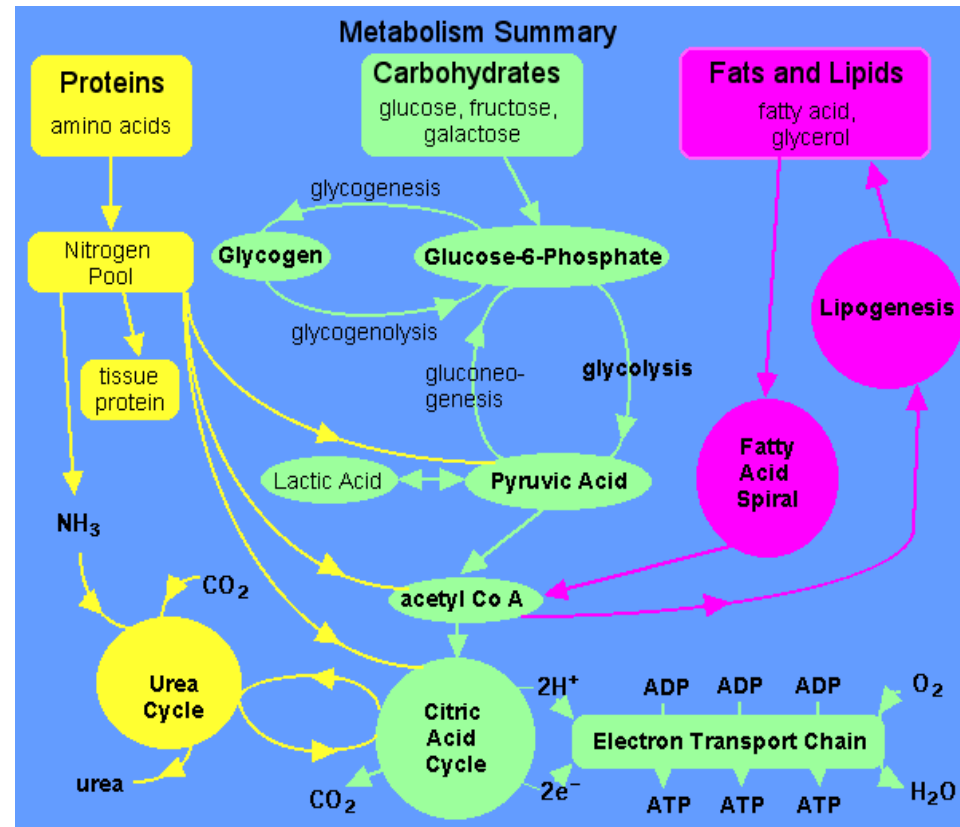 Metabolism Summary
Proteins
amino acids
Carbohydrates
glucose, fructose,
galactose
Fats and Lipids
fatty acid,
glycerol
glycogenesis
Nitrogen
Pool
Glycogen
Glucose-6-Phosphate
Lipogenesis
glycogenolysis
tissue
protein
gluconeo-
genesis
glycolysis
Fatty
Acid
Spiral
Lactic Acid
Pyruvic Acid
NH₃
CO₂
acetyl Co A
Urea
Cycle
Citric
Acid
Cycle
2H⁺
ADP ADP ADP
O₂
Electron Transport Chain
urea
CO₂
2e⁻
ATP ATP ATP
H₂O